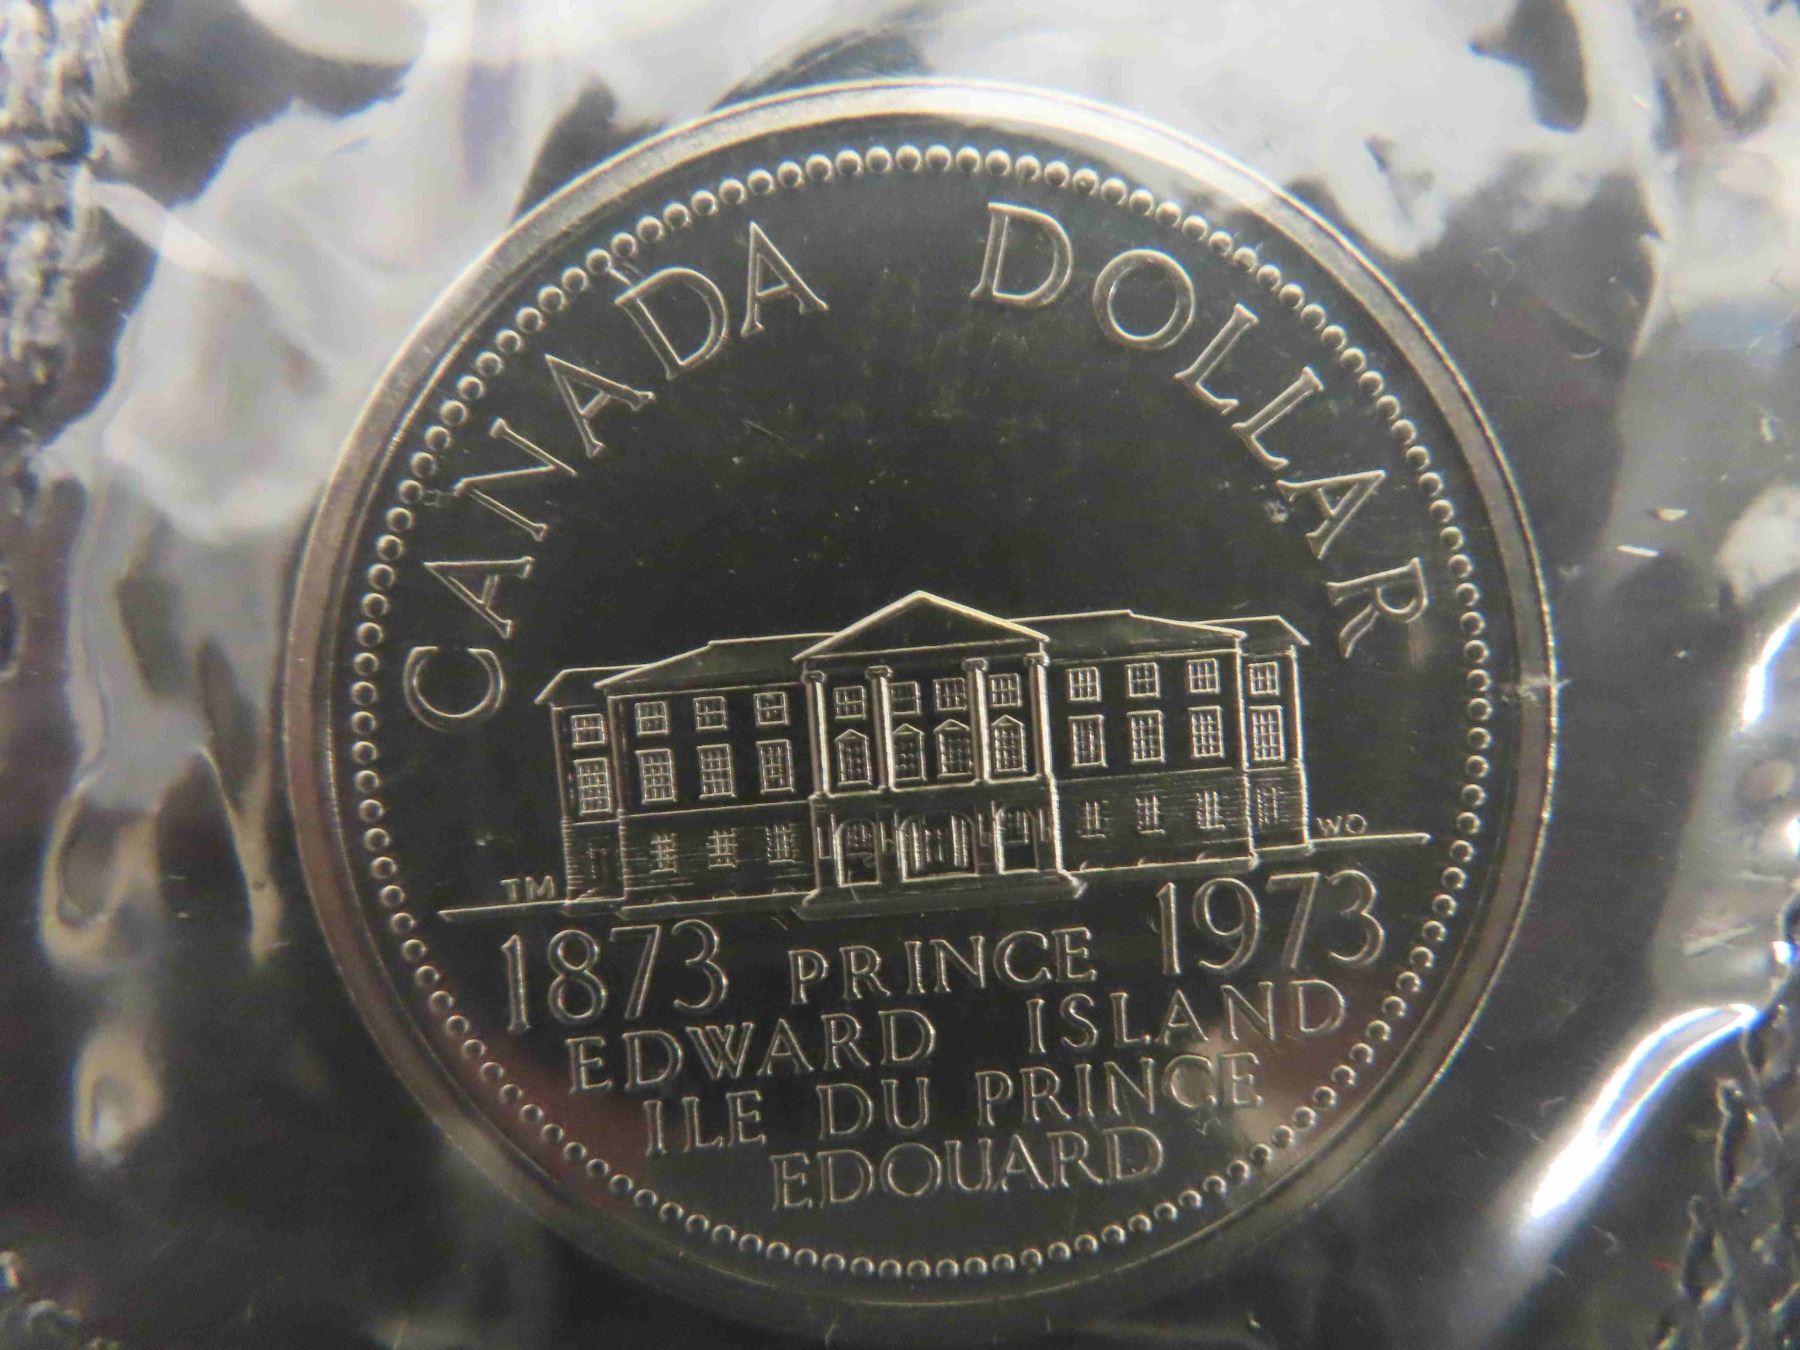 CANADA DOLLAR
TM
WO
1873 PRINCE 1973
EDWARD ISLAND
ILE DU PRINCE
EDOUARD